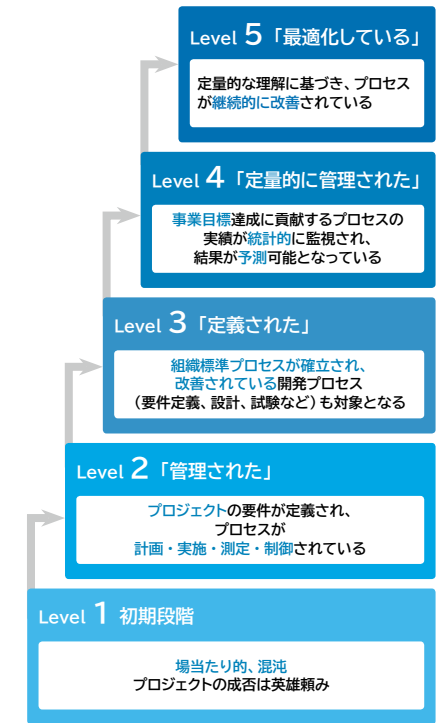 Level 5「最適化している」
定量的な理解に基づき、プロセス
が継続的に改善されている
Level 4「定量的に管理された」
事業目標達成に貢献するプロセスの
実績が統計的に監視され、
結果が予測可能となっている
Level 3「定義された」
組織標準プロセスが確立され、
改善されている開発プロセス
（要件定義、設計、試験など）も対象となる
Level 2「管理された」
プロジェクトの要件が定義され、
プロセスが
計画・実施・測定・制御されている
Level 1 初期段階
場当たり的、混沌
プロジェクトの成否は英雄頼み